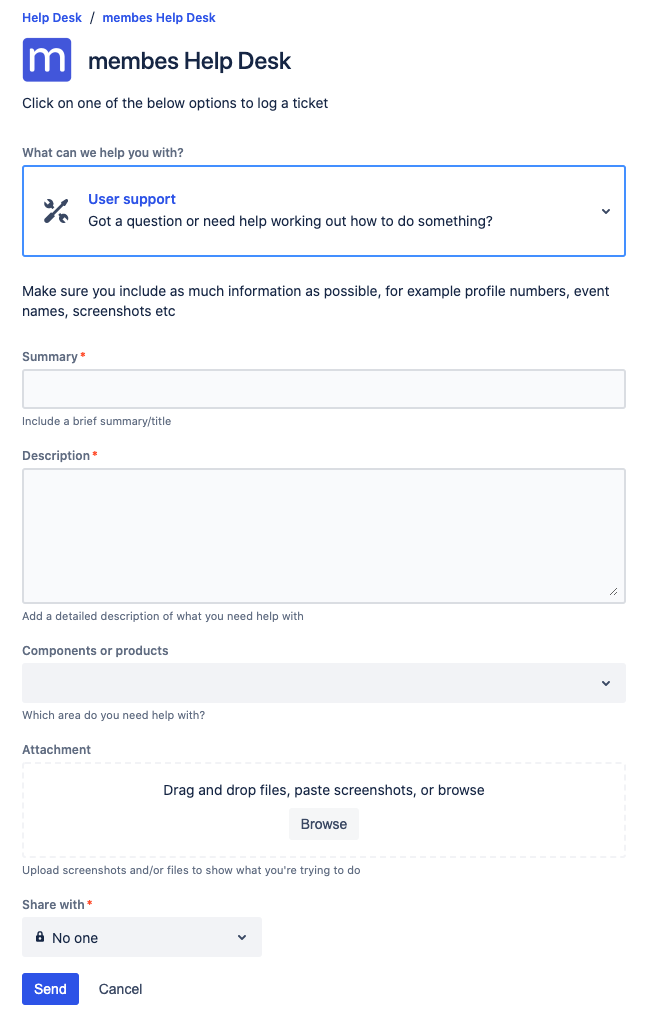 Help Desk / membes Help Desk
m membes Help Desk
Click on one of the below options to log a ticket
What can we help you with?
User support
Got a question or need help working out how to do something?
Make sure you include as much information as possible, for example profile numbers, event
names, screenshots etc
Summary*
Include a brief summary/title
Description*
Add a detailed description of what you need help with
Components or products
Which area do you need help with?
Attachment
Drag and drop files, paste screenshots, or browse
Browse
Upload screenshots and/or files to show what you're trying to do
Share with*
No one
Send Cancel